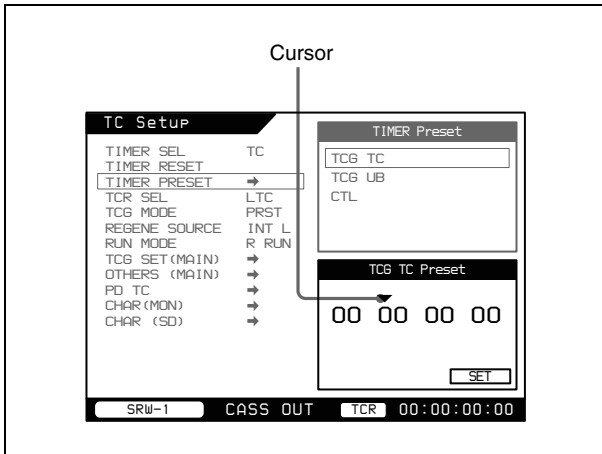 Cursor
TC Setup
TIMER SEL TC
TIMER RESET
TIMER PRESET ➡
TCR SEL LTC
TCG MODE PRST
REGENE SOURCE INT L
RUN MODE R RUN
TCG SET(MAIN) ➡
OTHERS (MAIN) ➡
PD TC ➡
CHAR(MON) ➡
CHAR (SD) ➡
TIMER Preset
TCG TC
TCG UB
CTL
TCG TC Preset
00 00 00 00
SET
SRW-1 CASS OUT TCR 00:00:00:00